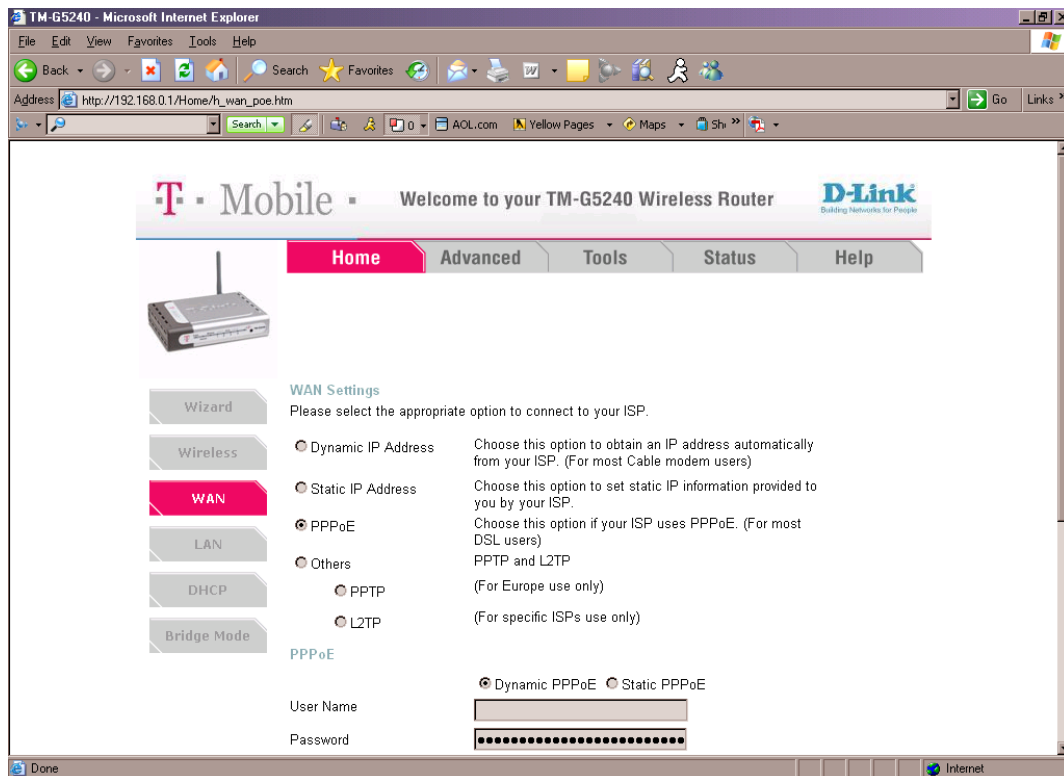 TM-G5240 - Microsoft Internet Explorer
File Edit View Favorites Tools Help
Back Search Favorites
Address http://192.168.0.1/Home/h_wan_poe.htm Go Links
Search 0 AOL.com Yellow Pages Maps Sh
T · Mobile · Welcome to your TM-G5240 Wireless Router D-Link
Building Networks for People
Home Advanced Tools Status Help
WAN Settings
Please select the appropriate option to connect to your ISP.
Wizard
Wireless
WAN
LAN
DHCP
Bridge Mode
Dynamic IP Address Choose this option to obtain an IP address automatically
from your ISP. (For most Cable modem users)
Static IP Address Choose this option to set static IP information provided to
you by your ISP.
PPPoE Choose this option if your ISP uses PPPoE. (For most
DSL users)
Others PPTP and L2TP
PPTP (For Europe use only)
L2TP (For specific ISPs use only)
PPPoE
Dynamic PPPoE Static PPPoE
User Name
Password ●●●●●●●●●●●●●●●●●●●●●●●●●
Done Internet